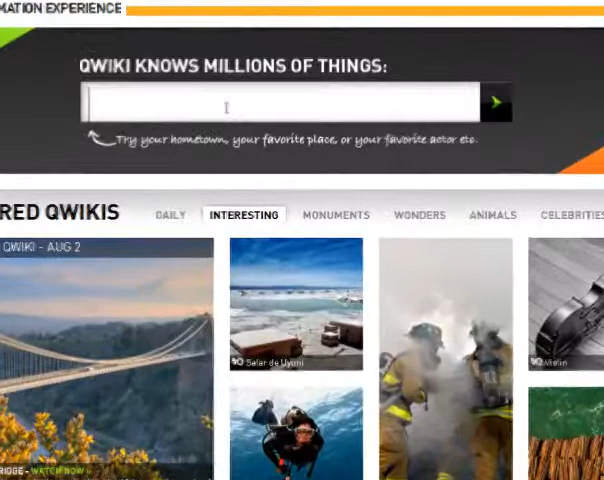 MATION EXPERIENCE
QWIKI KNOWS MILLIONS OF THINGS:
Try your hometown, your favorite place, or your favorite actor etc.
RED QWIKIS
DAILY INTERESTING MONUMENTS WONDERS ANIMALS CELEBRITIES
QWIKI - AUG 2
Salar de Uyuni
Violin
RIDGE - WATCH NOW